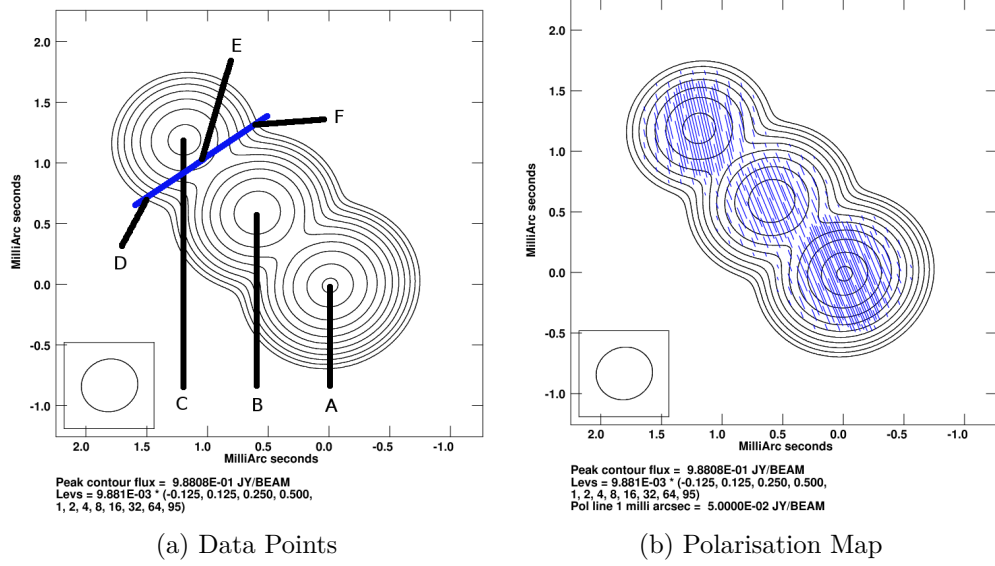 2.0
1.5
1.0
0.5
0.0
-0.5
-1.0
MilliArc seconds
E
F
D
C
B
A
2.0 1.5 1.0 0.5 0.0 -0.5 -1.0
MilliArc seconds
Peak contour flux = 9.8808E-01 JY/BEAM
Levs = 9.881E-03 * (-0.125, 0.125, 0.250, 0.500,
1, 2, 4, 8, 16, 32, 64, 95)
(a) Data Points
2.0
1.5
1.0
0.5
0.0
-0.5
-1.0
MilliArc seconds
2.0 1.5 1.0 0.5 0.0 -0.5 -1.0
MilliArc seconds
Peak contour flux = 9.8808E-01 JY/BEAM
Levs = 9.881E-03 * (-0.125, 0.125, 0.250, 0.500,
1, 2, 4, 8, 16, 32, 64, 95)
Pol line 1 milli arcsec = 5.0000E-02 JY/BEAM
(b) Polarisation Map